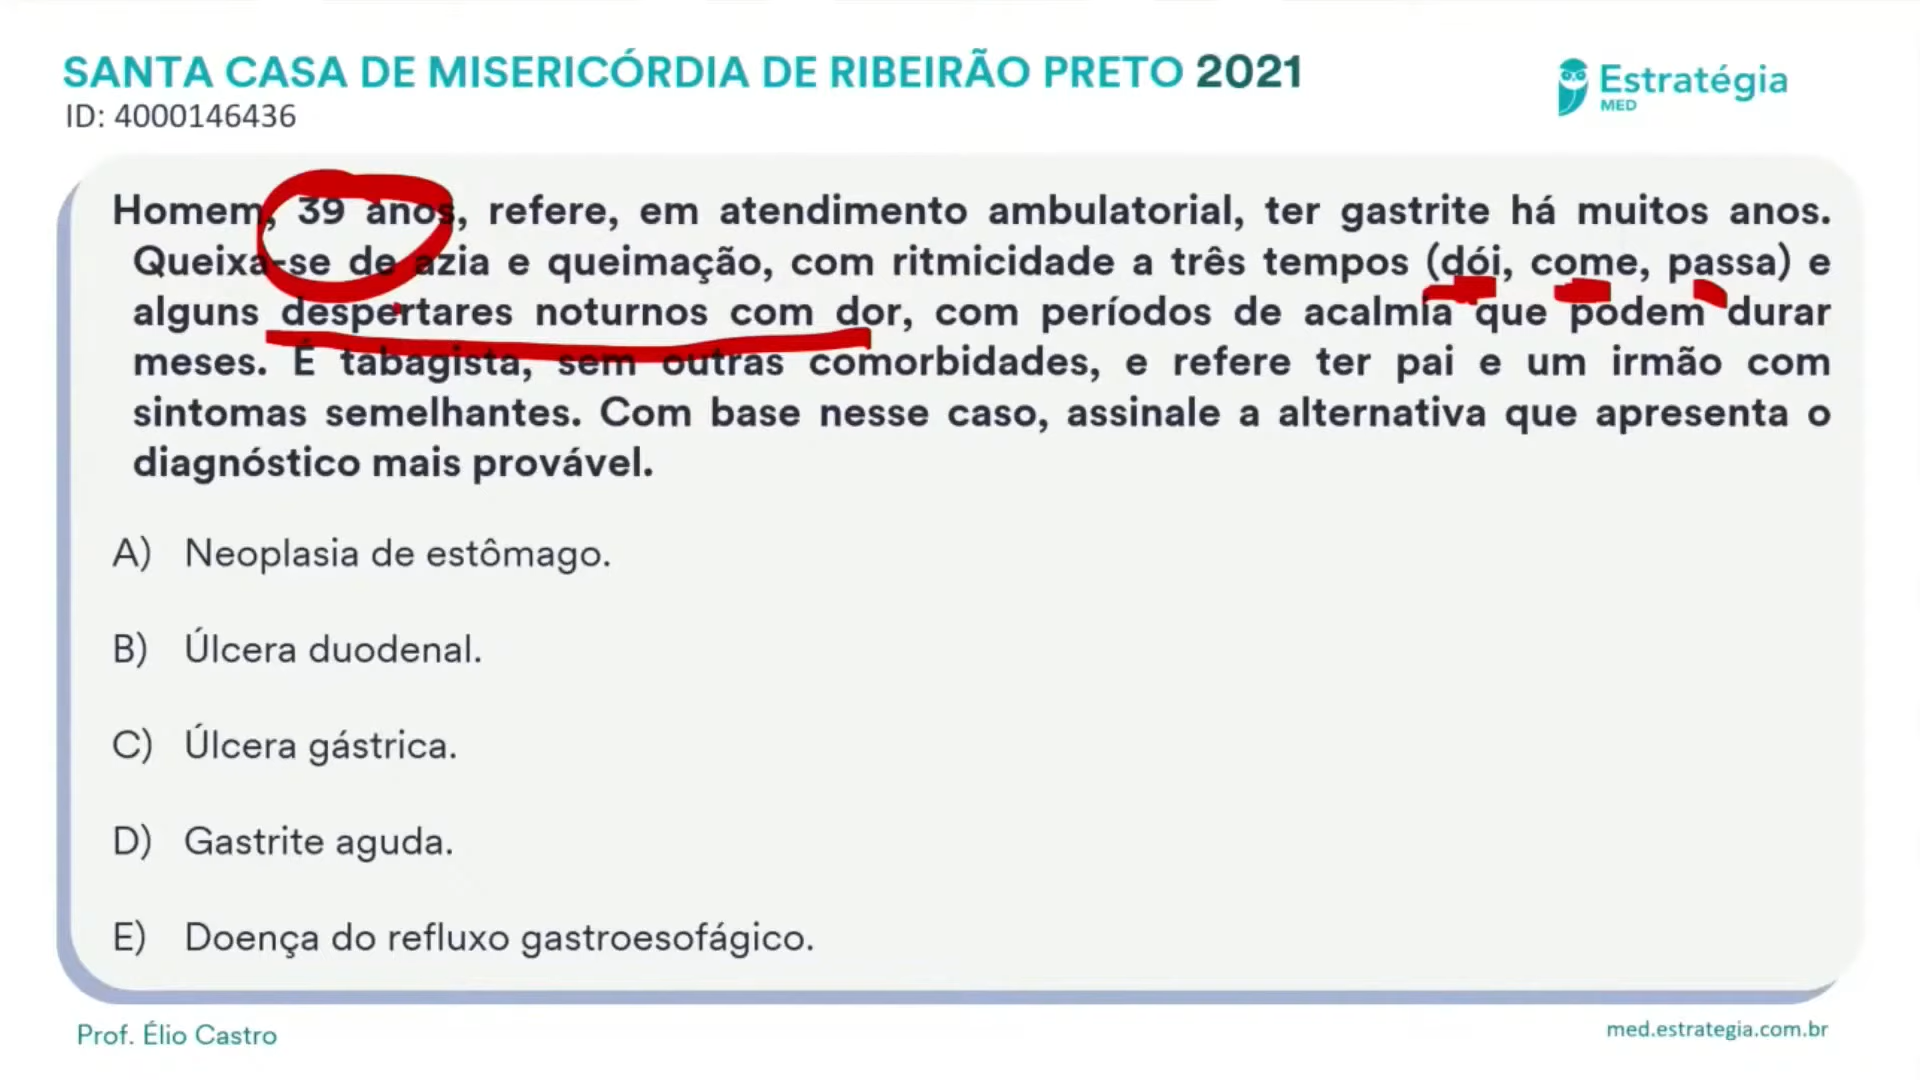 SANTA CASA DE MISERICÓRDIA DE RIBEIRÃO PRETO 2021
ID: 4000146436
Estratégia
MED
Homem, 39 anos, refere, em atendimento ambulatorial, ter gastrite há muitos anos.
Queixa-se de azia e queimação, com ritmicidade a três tempos (dói, come, passa) e
alguns despertares noturnos com dor, com períodos de acalmia que podem durar
meses. É tabagista, sem outras comorbidades, e refere ter pai e um irmão com
sintomas semelhantes. Com base nesse caso, assinale a alternativa que apresenta o
diagnóstico mais provável.
A) Neoplasia de estômago.
B) Úlcera duodenal.
C) Úlcera gástrica.
D) Gastrite aguda.
E) Doença do refluxo gastroesofágico.
Prof. Élio Castro
med.estrategia.com.br